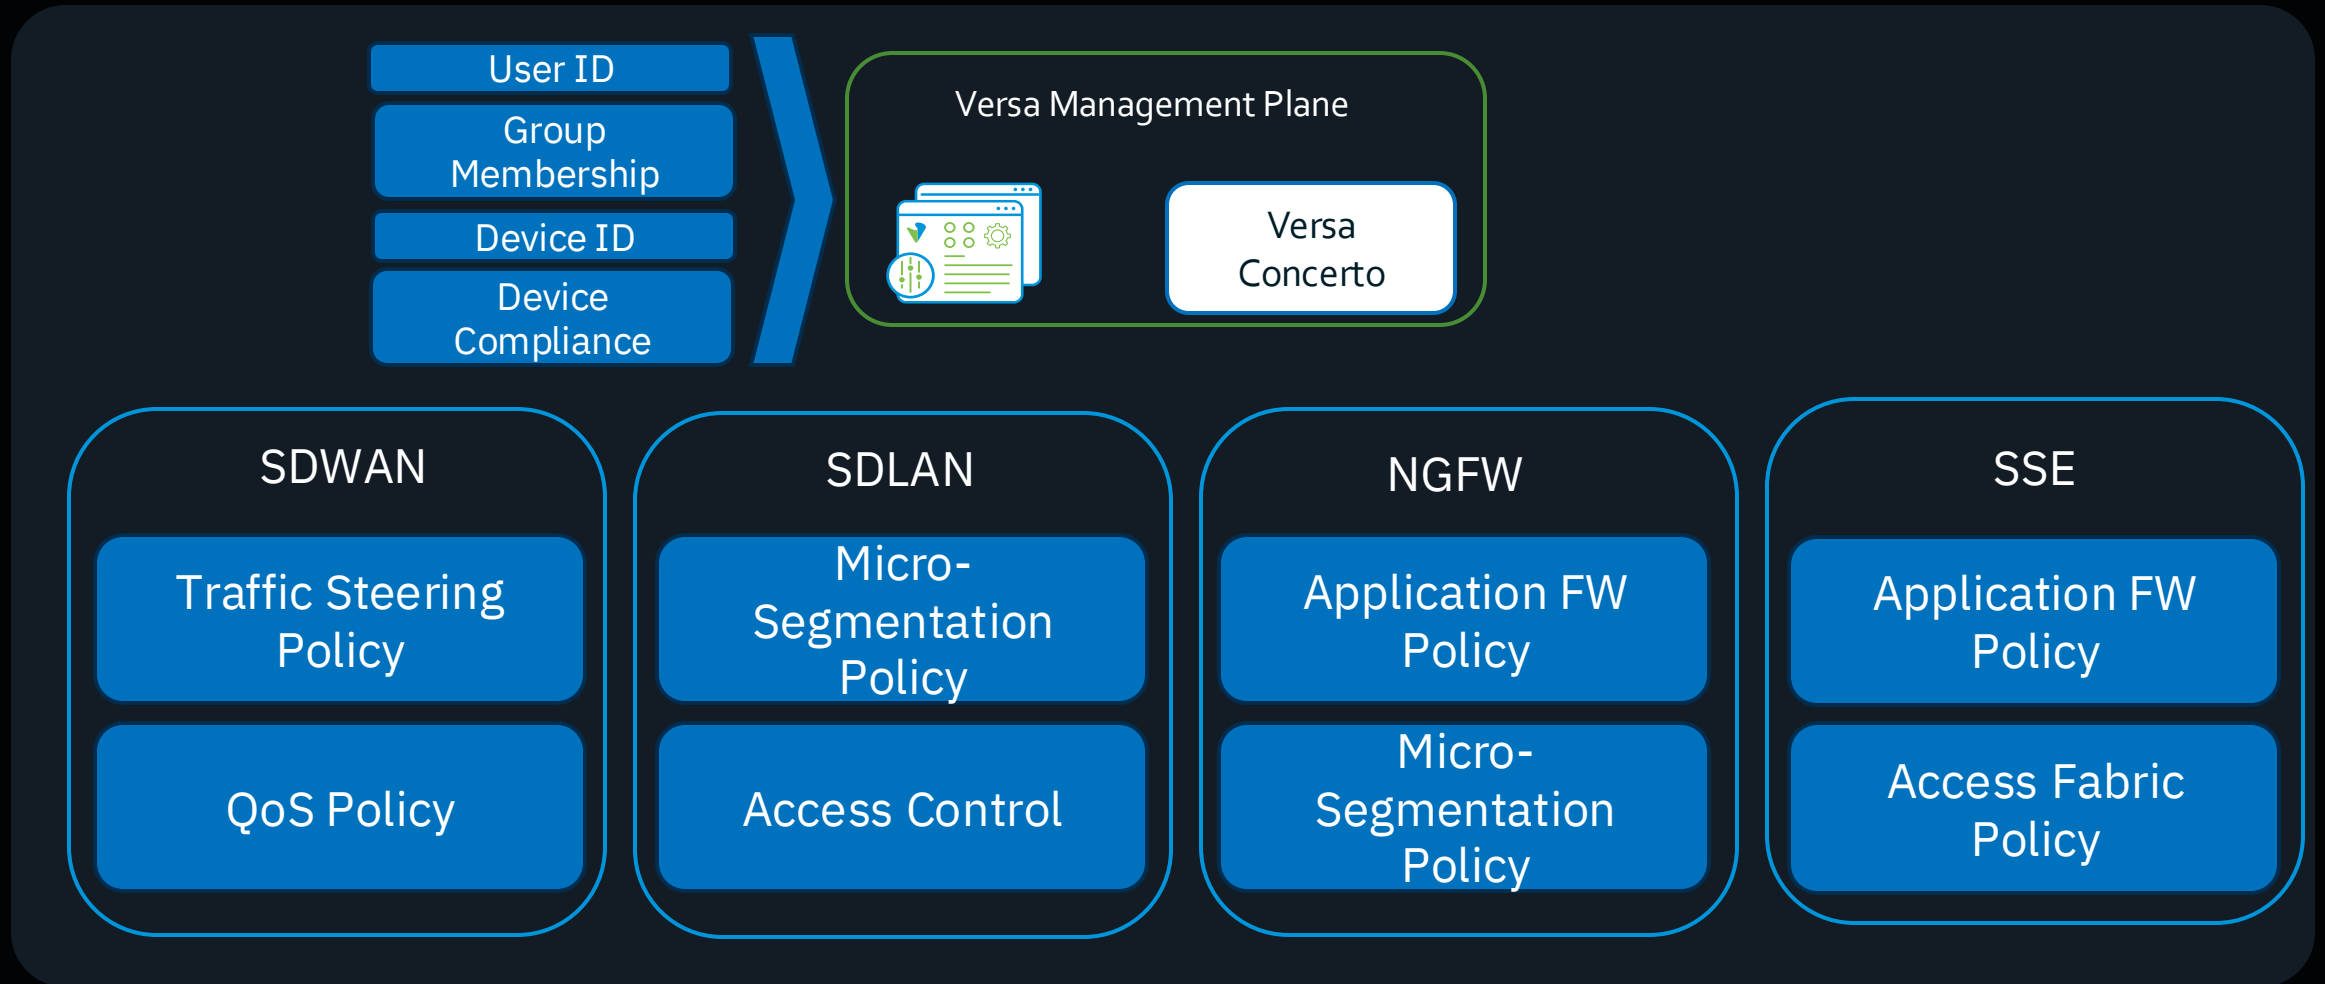 User ID
Group
Membership
Device ID
Device
Compliance
Versa Management Plane
Versa
Concerto
SDWAN
Traffic Steering
Policy
QoS Policy
SDLAN
Micro-
Segmentation
Policy
Access Control
NGFW
Application FW
Policy
Micro-
Segmentation
Policy
SSE
Application FW
Policy
Access Fabric
Policy